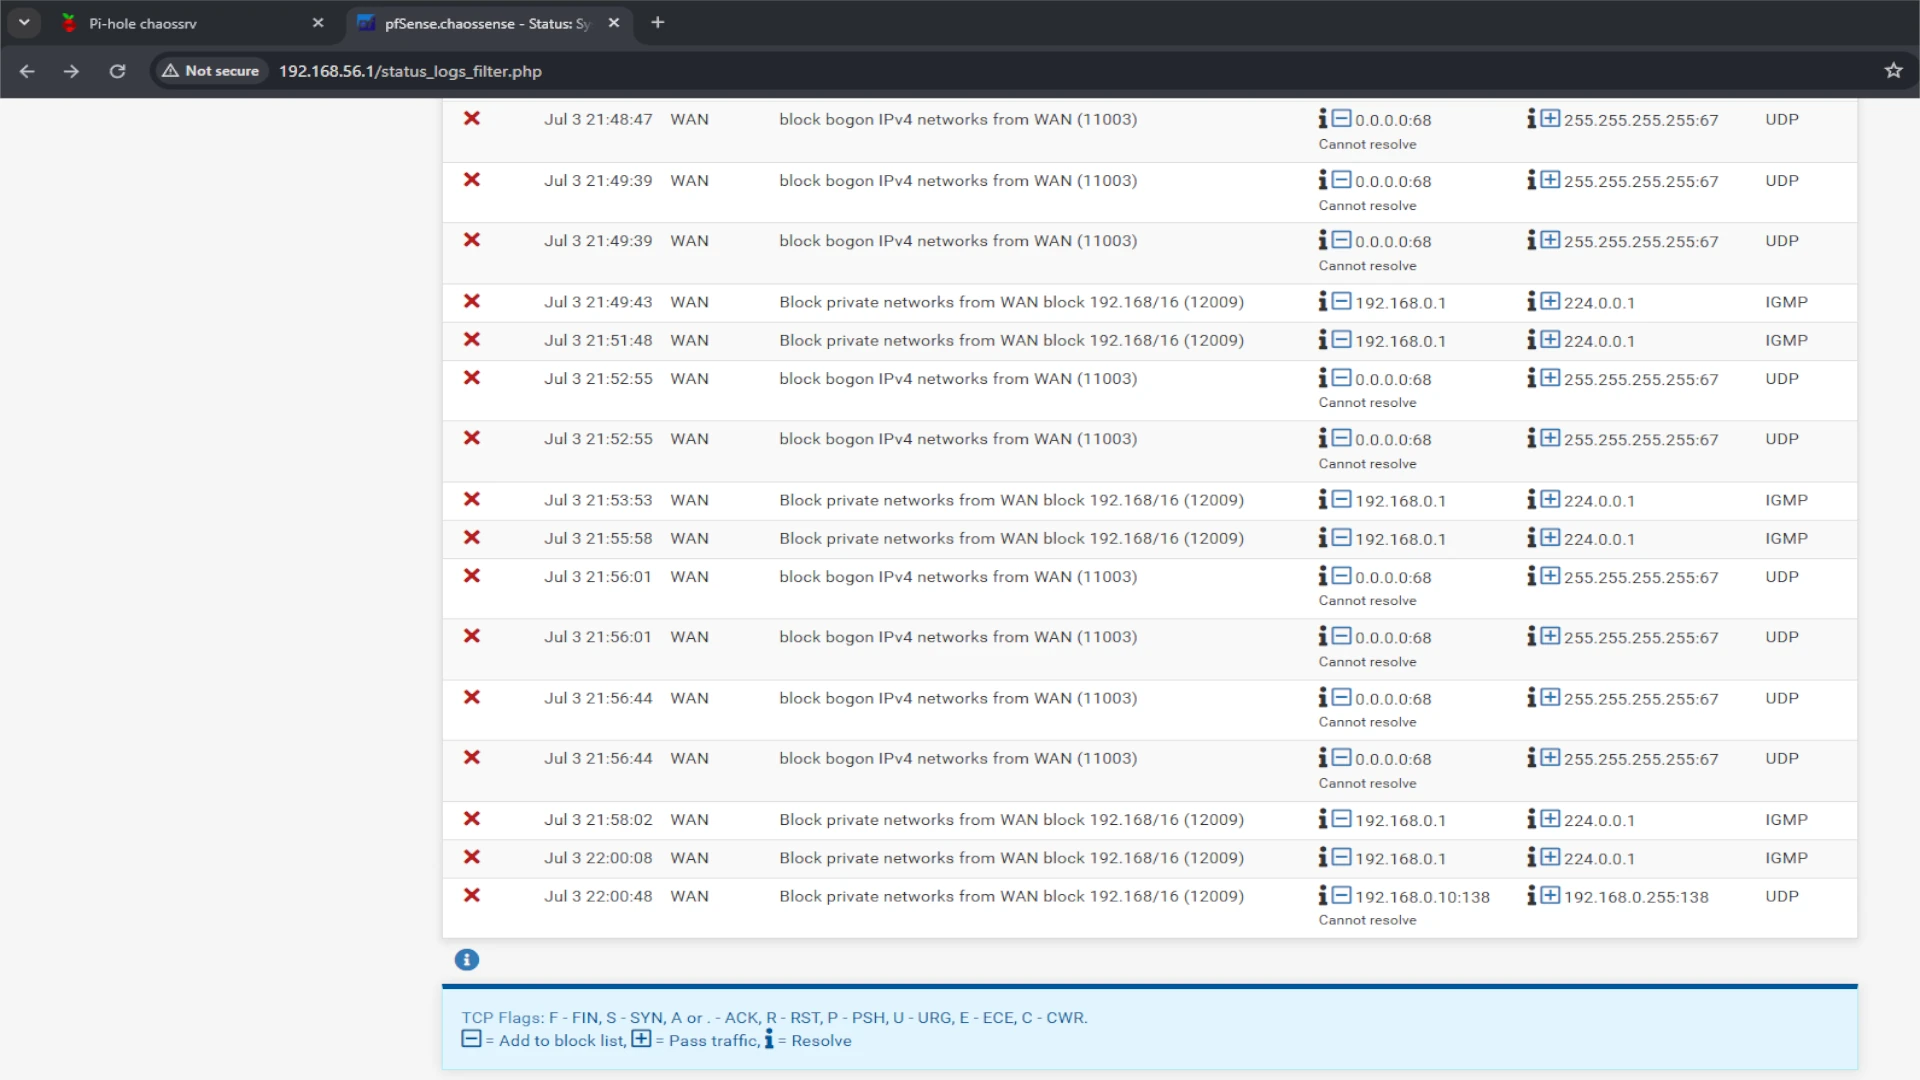 Pi-hole chaossrv
pfSense.chaossense - Status: Sy
Not secure
192.168.56.1/status_logs_filter.php
Jul 3 21:48:47 WAN block bogon IPv4 networks from WAN (11003) 0.0.0.0:68 255.255.255.255:67 UDP
Cannot resolve
Jul 3 21:49:39 WAN block bogon IPv4 networks from WAN (11003) 0.0.0.0:68 255.255.255.255:67 UDP
Cannot resolve
Jul 3 21:49:39 WAN block bogon IPv4 networks from WAN (11003) 0.0.0.0:68 255.255.255.255:67 UDP
Cannot resolve
Jul 3 21:49:43 WAN Block private networks from WAN block 192.168/16 (12009) 192.168.0.1 224.0.0.1 IGMP
Jul 3 21:51:48 WAN Block private networks from WAN block 192.168/16 (12009) 192.168.0.1 224.0.0.1 IGMP
Jul 3 21:52:55 WAN block bogon IPv4 networks from WAN (11003) 0.0.0.0:68 255.255.255.255:67 UDP
Cannot resolve
Jul 3 21:52:55 WAN block bogon IPv4 networks from WAN (11003) 0.0.0.0:68 255.255.255.255:67 UDP
Cannot resolve
Jul 3 21:53:53 WAN Block private networks from WAN block 192.168/16 (12009) 192.168.0.1 224.0.0.1 IGMP
Jul 3 21:55:58 WAN Block private networks from WAN block 192.168/16 (12009) 192.168.0.1 224.0.0.1 IGMP
Jul 3 21:56:01 WAN block bogon IPv4 networks from WAN (11003) 0.0.0.0:68 255.255.255.255:67 UDP
Cannot resolve
Jul 3 21:56:01 WAN block bogon IPv4 networks from WAN (11003) 0.0.0.0:68 255.255.255.255:67 UDP
Cannot resolve
Jul 3 21:56:44 WAN block bogon IPv4 networks from WAN (11003) 0.0.0.0:68 255.255.255.255:67 UDP
Cannot resolve
Jul 3 21:56:44 WAN block bogon IPv4 networks from WAN (11003) 0.0.0.0:68 255.255.255.255:67 UDP
Cannot resolve
Jul 3 21:58:02 WAN Block private networks from WAN block 192.168/16 (12009) 192.168.0.1 224.0.0.1 IGMP
Jul 3 22:00:08 WAN Block private networks from WAN block 192.168/16 (12009) 192.168.0.1 224.0.0.1 IGMP
Jul 3 22:00:48 WAN Block private networks from WAN block 192.168/16 (12009) 192.168.0.10:138 192.168.0.255:138 UDP
Cannot resolve
TCP Flags: F - FIN, S - SYN, A or . - ACK, R - RST, P - PSH, U - URG, E - ECE, C - CWR.
= Add to block list, = Pass traffic, = Resolve